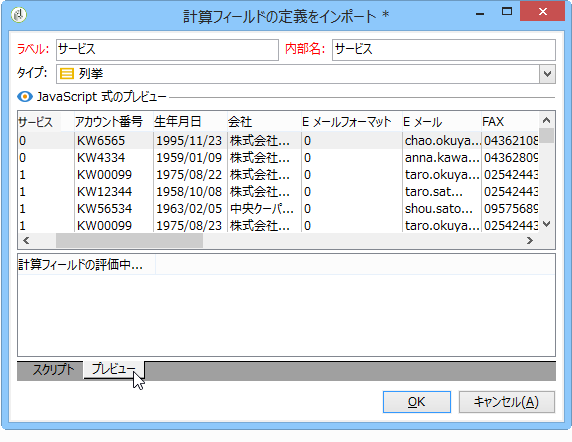 計算フィールドの定義をインポート *
ラベル: サービス 内部名: サービス
タイプ: 列挙
JavaScript 式のプレビュー
サービス アカウント番号 生年月日 会社 E メールフォーマット E メール FAX
0 KW6565 1995/11/23 株式会社... 0 chao.okuya... 04362108
0 KW4334 1959/01/09 株式会社... 0 anna.kawa... 04362809
1 KW00099 1975/08/22 株式会社... 0 taro.okuya... 02542443
1 KW12344 1958/10/08 株式会社... 0 taro.sat... 02542443
1 KW56534 1963/02/05 中央クーパ... 0 shou.sato... 09575689
1 KW00099 1975/08/23 株式会社... 0 taro.okuya... 02542443
計算フィールドの評価中...
スクリプト プレビュー
OK キャンセル(A)